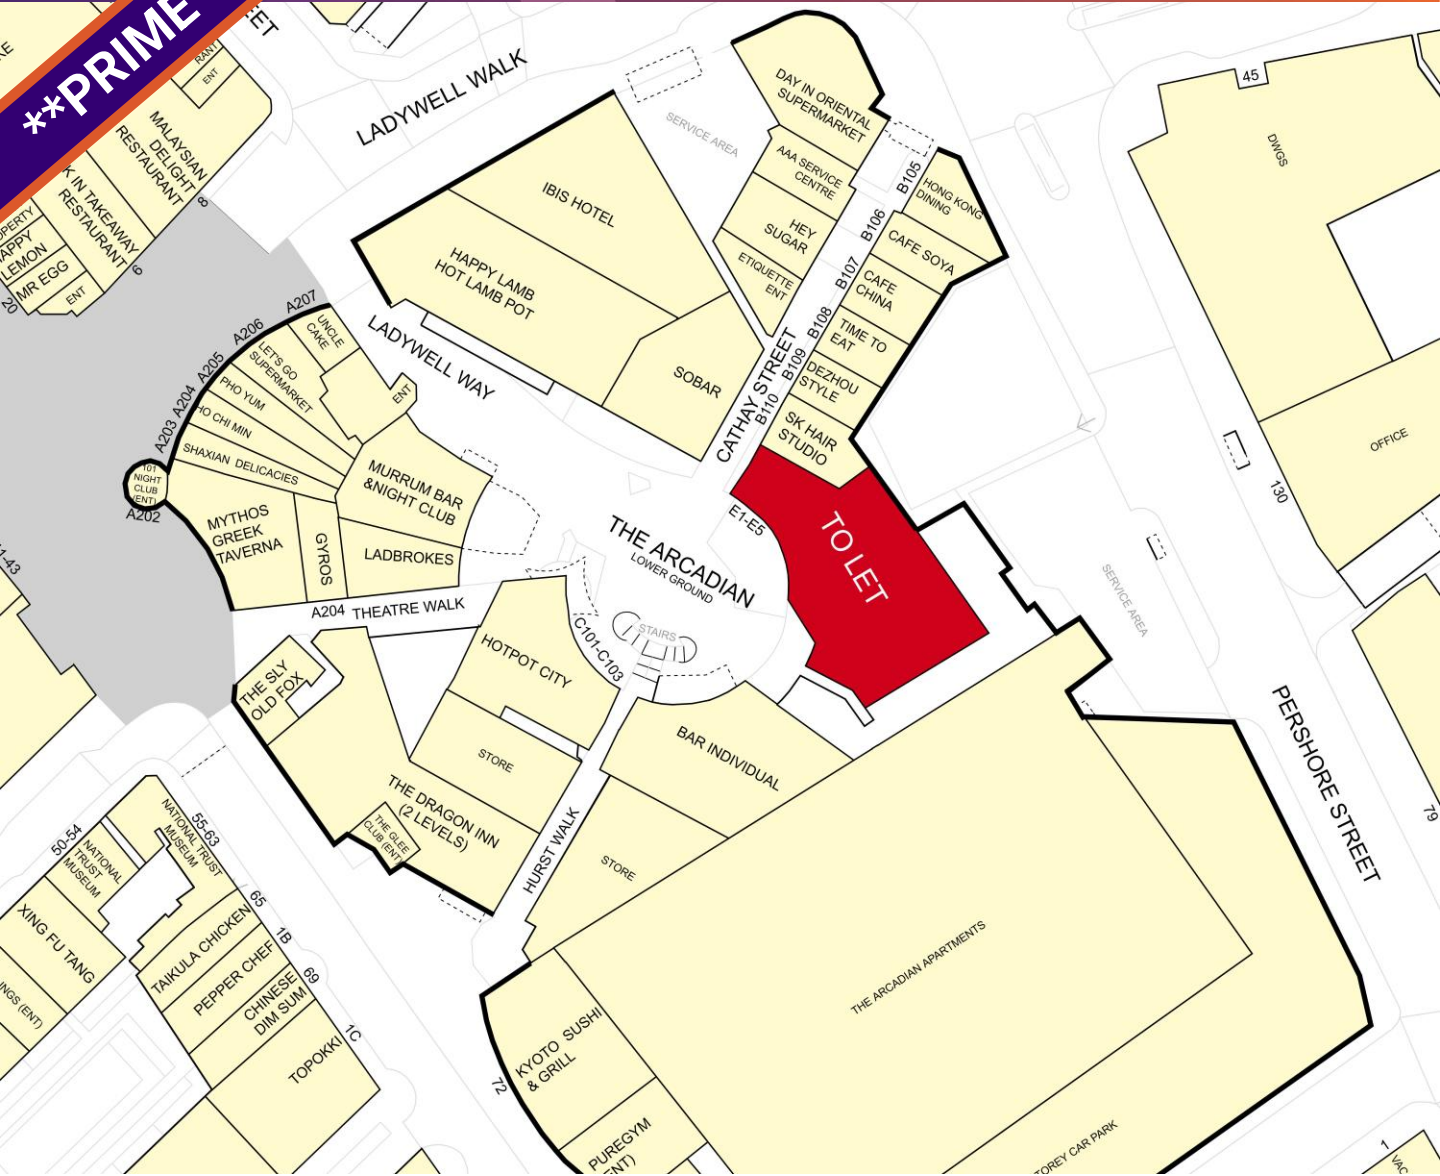 **PRIME
LADYWELL WALK
SERVICE AREA
DAY IN ORIENTAL
SUPERMARKET
AAA SERVICE
CENTRE
HEY
SUGAR
ETIQUETTE
ENT
B105
B106
B107
B108
B109
B110
CATHAY STREET
HONG KONG
DINING
CAFE SOYA
CAFE
CHINA
TIME TO
EAT
DEZHOU
STYLE
SK HAIR
STUDIO
45
DWGS
OFFICE
130
ENT
MALAYSIAN
DELIGHT
RESTAURANT
8
K IN TAKEAWAY
RESTAURANT
6
LEMON
MR EGG
ENT
20
IBIS HOTEL
HAPPY LAMB
HOT LAMB POT
SOBAR
LADYWELL WAY
A207
A206
A205
A204
A203
UNCLE
CAKE
LET'S GO
SUPERMARKET
PHO YUM
HO CHI MIN
SHAXIAN DELICACIES
ENT
101
NIGHT
CLUB
(ENT)
A202
MYTHOS
GREEK
TAVERNA
GYROS
MURRUM BAR
&NIGHT CLUB
LADBROKES
A204
THEATRE WALK
E1-E5
TO LET
THE ARCADIAN
LOWER GROUND
STAIRS
C101-C103
SERVICE AREA
PERSHORE STREET
79
THE SLY
OLD FOX
HOTPOT CITY
STORE
BAR INDIVIDUAL
THE DRAGON INN
(2 LEVELS)
THE GLEE
CLUB (ENT)
HURST WALK
STORE
THE ARCADIAN APARTMENTS
50-54
NATIONAL
TRUST
MUSEUM
NATIONAL TRUST
MUSEUM
55-63
65
1B
69
1C
XING FU TANG
TAIKULA CHICKEN
PEPPER CHEF
CHINESE
DIM SUM
TOPOKKI
72
KYOTO SUSHI
& GRILL
PUREGYM
CAR PARK
1